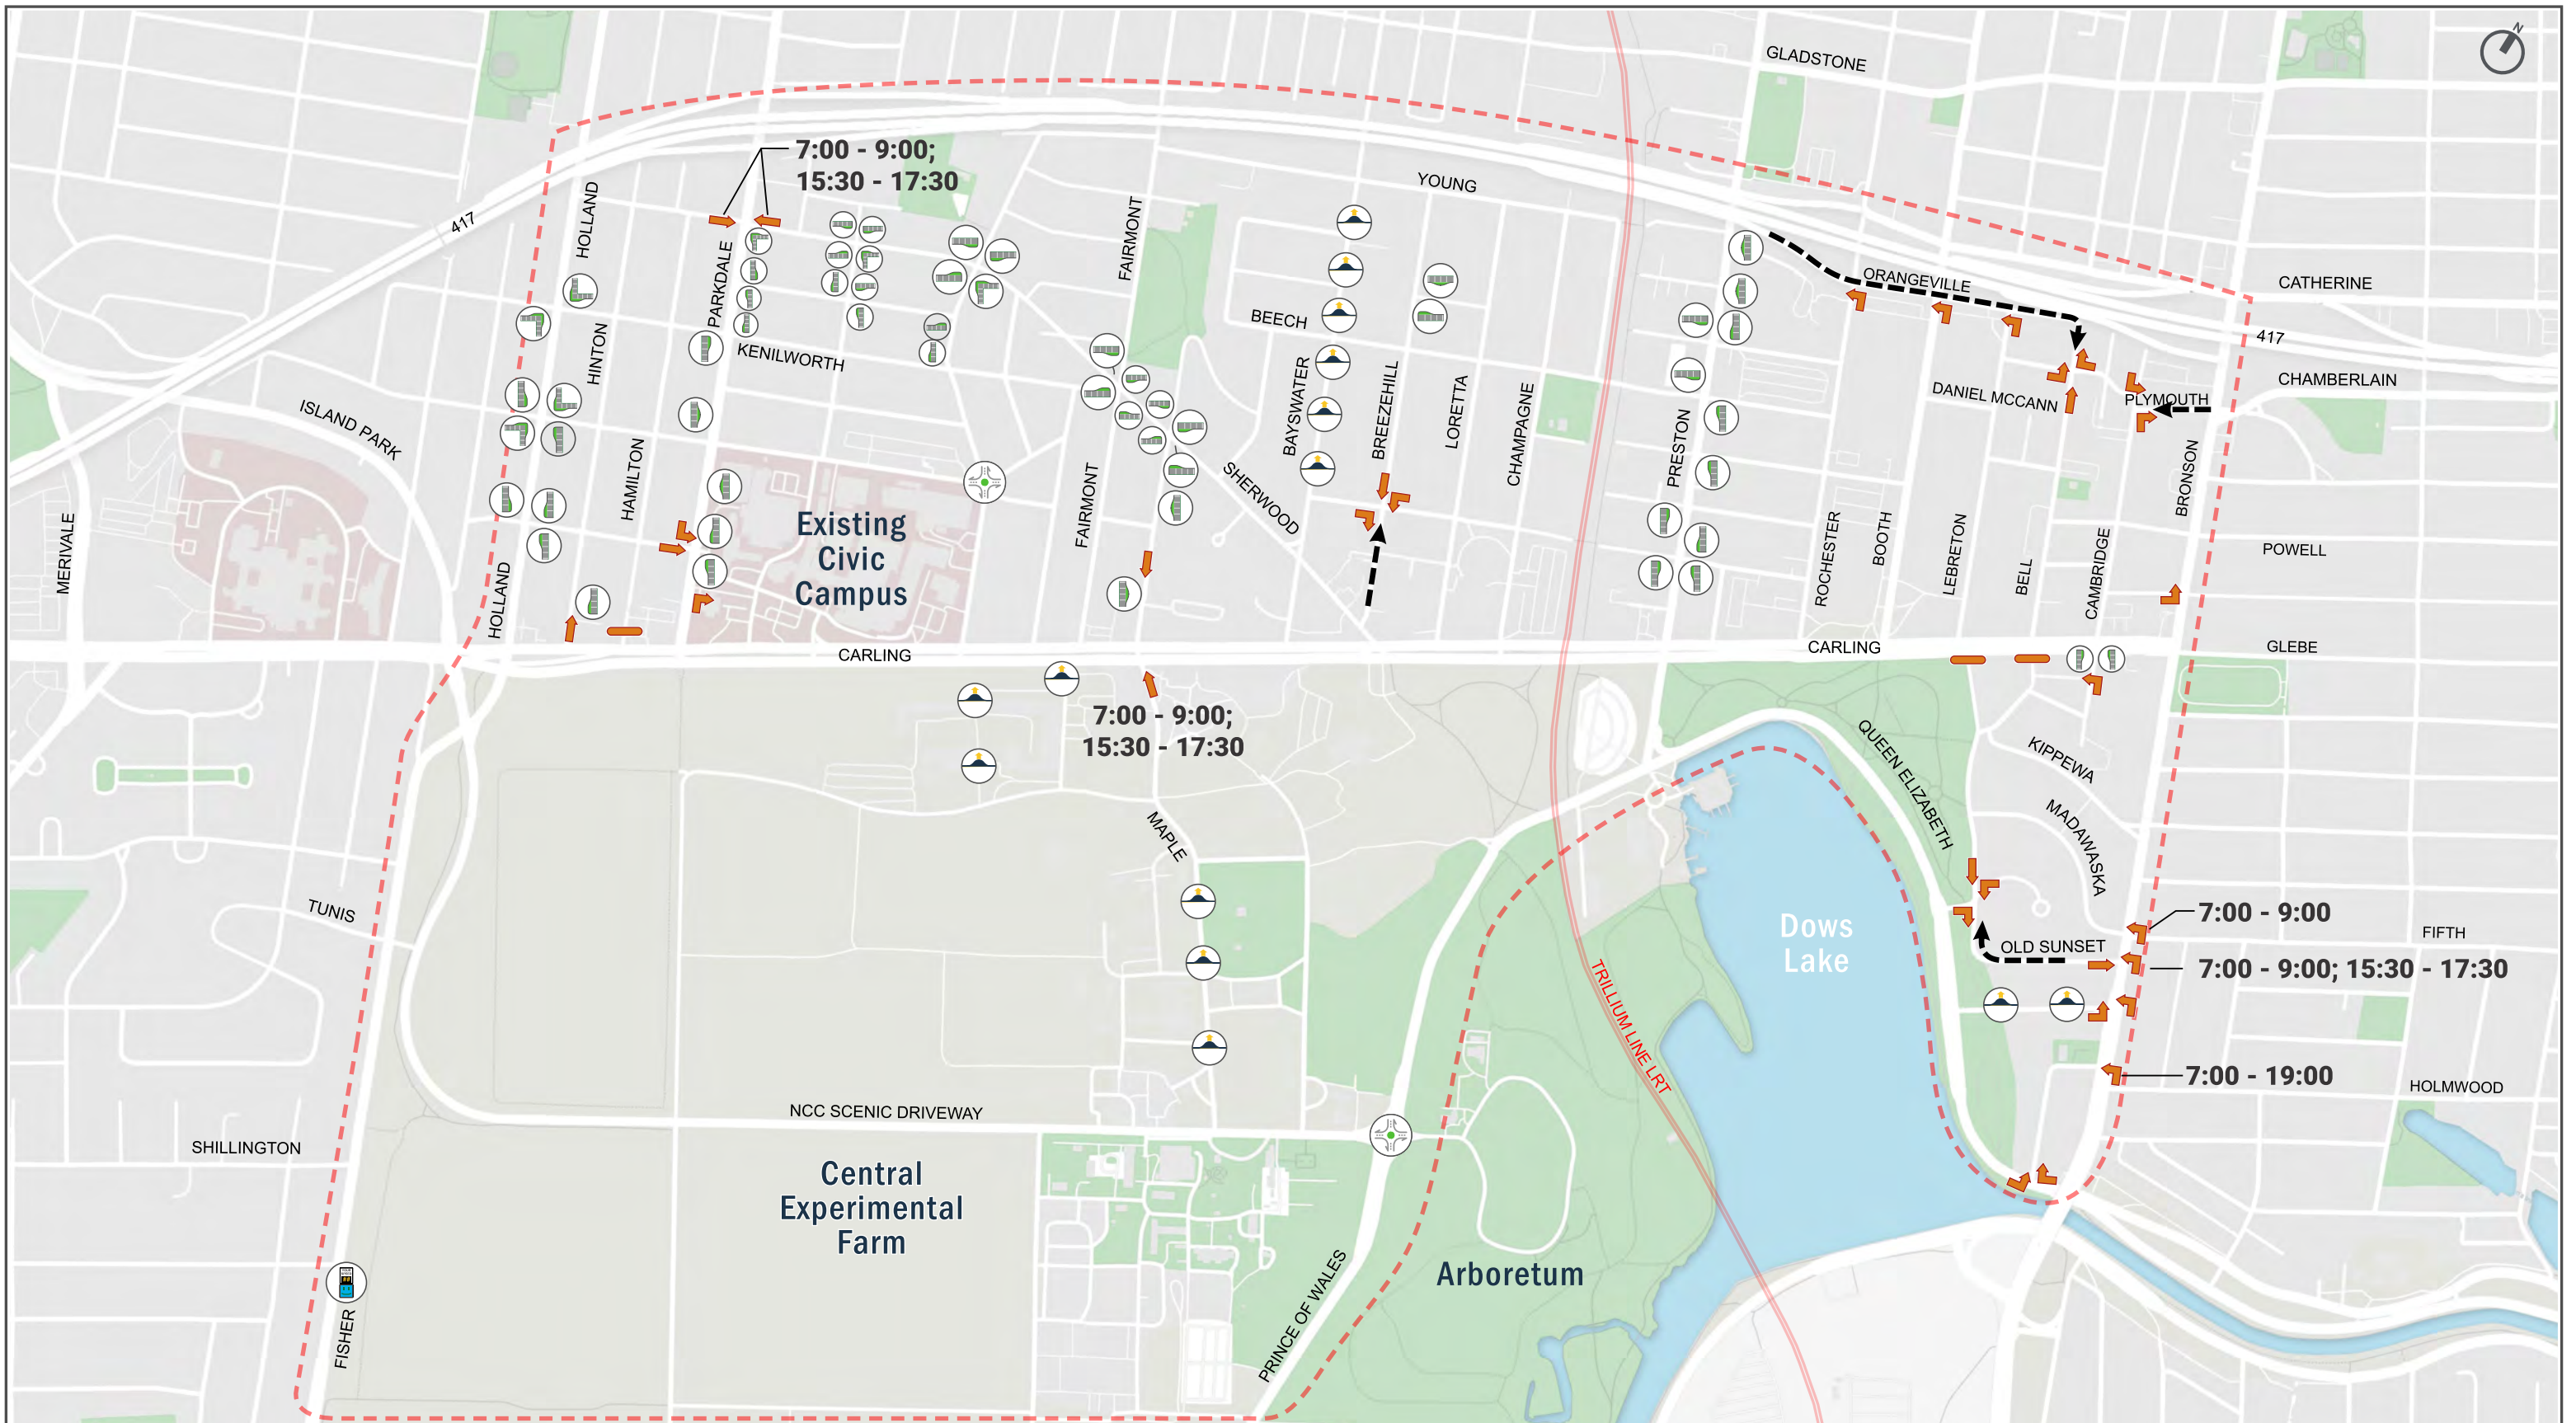 N
GLADSTONE
7:00 - 9:00;
15:30 - 17:30
YOUNG
417
HOLLAND
FAIRMONT
PARKDALE
ORANGEVILLE
CATHERINE
417
BEECH
HINTON
KENILWORTH
CHAMBERLAIN
DANIEL MCCANN
PLYMOUTH
ISLAND PARK
BAYSWATER
BREEZEHILL
LORETTA
CHAMPAGNE
PRESTON
HAMILTON
BRONSON
SHERWOOD
FAIRMONT
MERIVALE
Existing
Civic
Campus
ROCHESTER
BOOTH
LEBRETON
BELL
CAMBRIDGE
POWELL
HOLLAND
CARLING
CARLING
GLEBE
7:00 - 9:00;
15:30 - 17:30
QUEEN ELIZABETH
KIPPEWA
MADAWASKA
MAPLE
TUNIS
7:00 - 9:00
Dows
Lake
FIFTH
OLD SUNSET
7:00 - 9:00; 15:30 - 17:30
TRILLIUM LINE LRT
7:00 - 19:00
HOLMWOOD
NCC SCENIC DRIVEWAY
SHILLINGTON
Central
Experimental
Farm
Arboretum
PRINCE OF WALES
FISHER